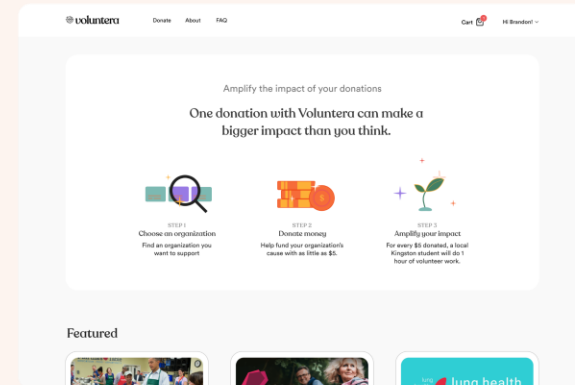 voluntera
Donate About FAQ
Cart
Hi Brandon!
Amplify the impact of your donations
One donation with Voluntera can make a
bigger impact than you think.
STEP 1
Choose an organization
Find an organization you
want to support
STEP 2
Donate money
Help fund your organization's
cause with as little as $5.
STEP 3
Amplify your impact
For every $5 donated, a local
Kingston student will do 1
hour of volunteer work.
Featured
lung health